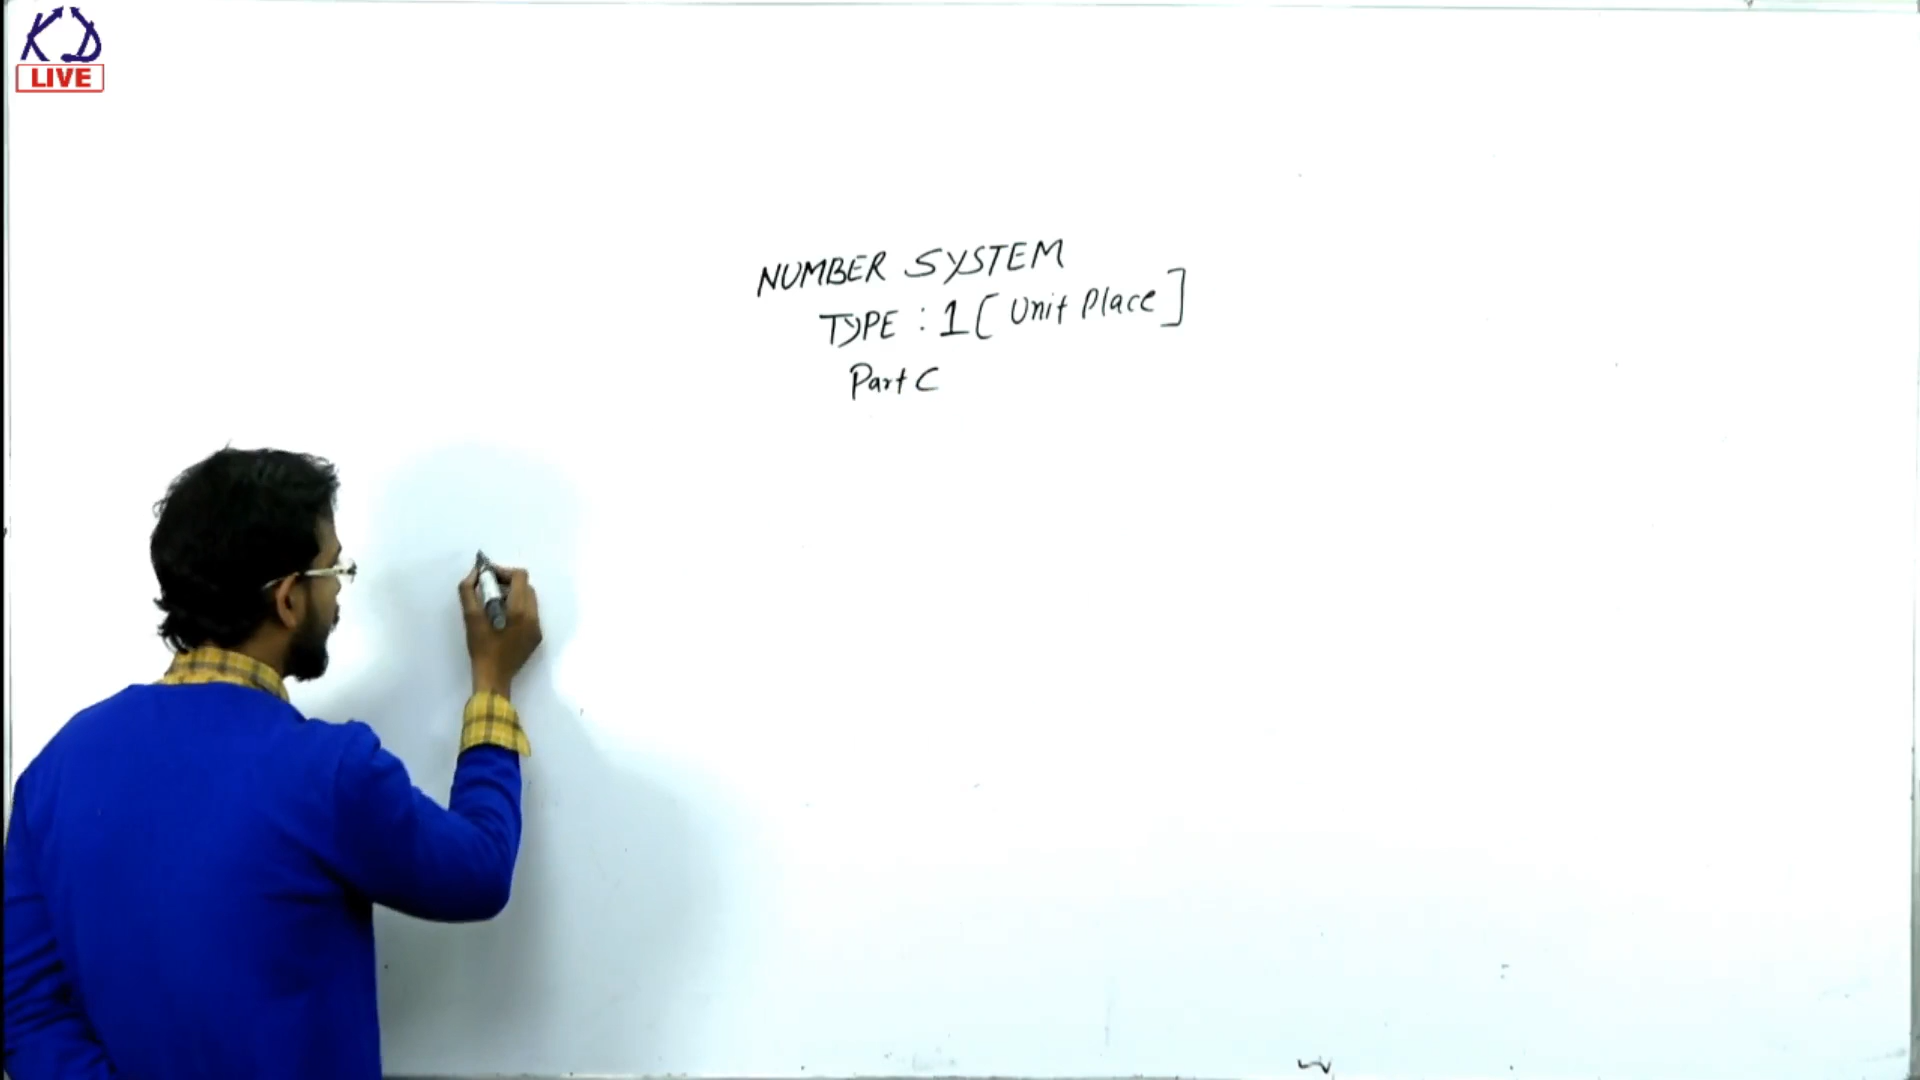 KD
LIVE
NUMBER SYSTEM
TYPE : 1 [Unit Place]
Part C